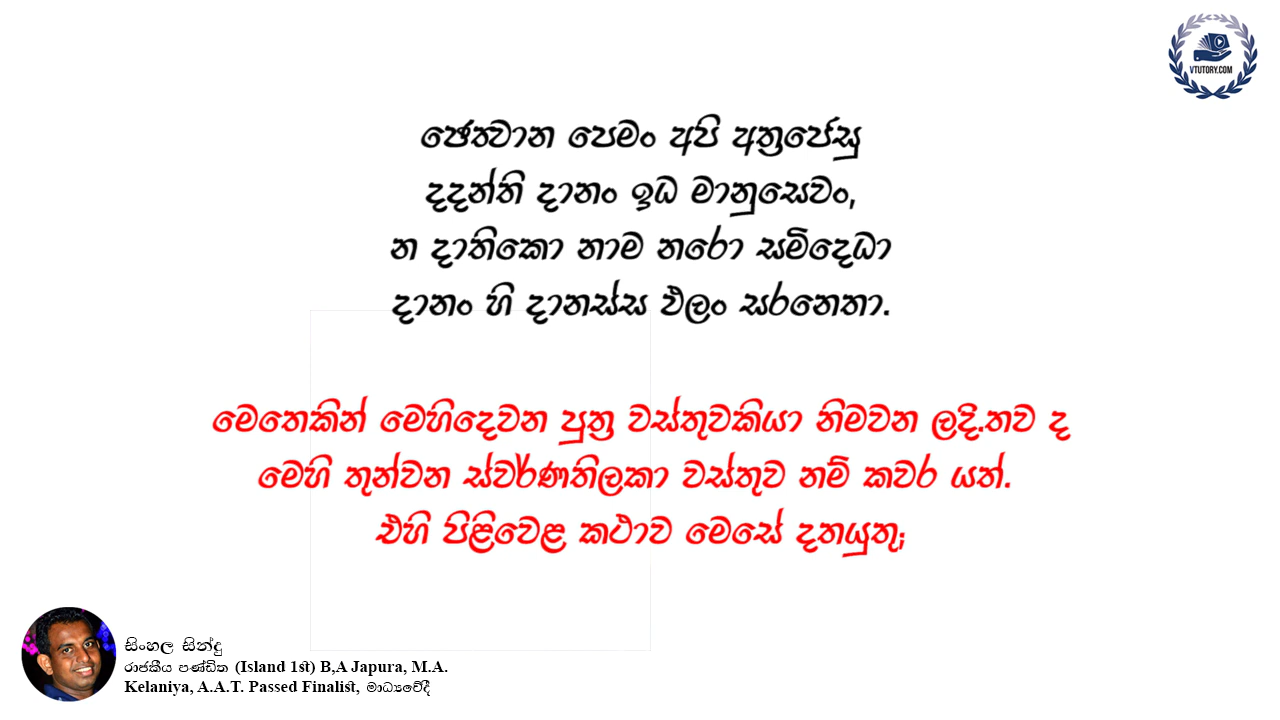 VTUTORY.COM
ඡෙත්‍වාන පෙමං අපි අත්‍රජේසු
දදන්ති දානං ඉධ මානුසෙවං,
න දාතිකො නාම නරො සමිදෙධා
දානං හි දානස්ස ඵලං සරනෙතා.
මෙතෙකින් මෙහිදෙවන පුත්‍ර වස්තුවකියා නිමවන ලදි.තව ද
මෙහි තුන්වන ස්වර්ණතිලකා වස්තුව නම් කවර යත්.
එහි පිළිවෙළ කථාව මෙසේ දතයුතු;
සිංහල සින්දු
රාජකීය පණ්ඩිත (Island 1st) B,A Japura, M.A.
Kelaniya, A.A.T. Passed Finalist, මාධ්‍යවේදී